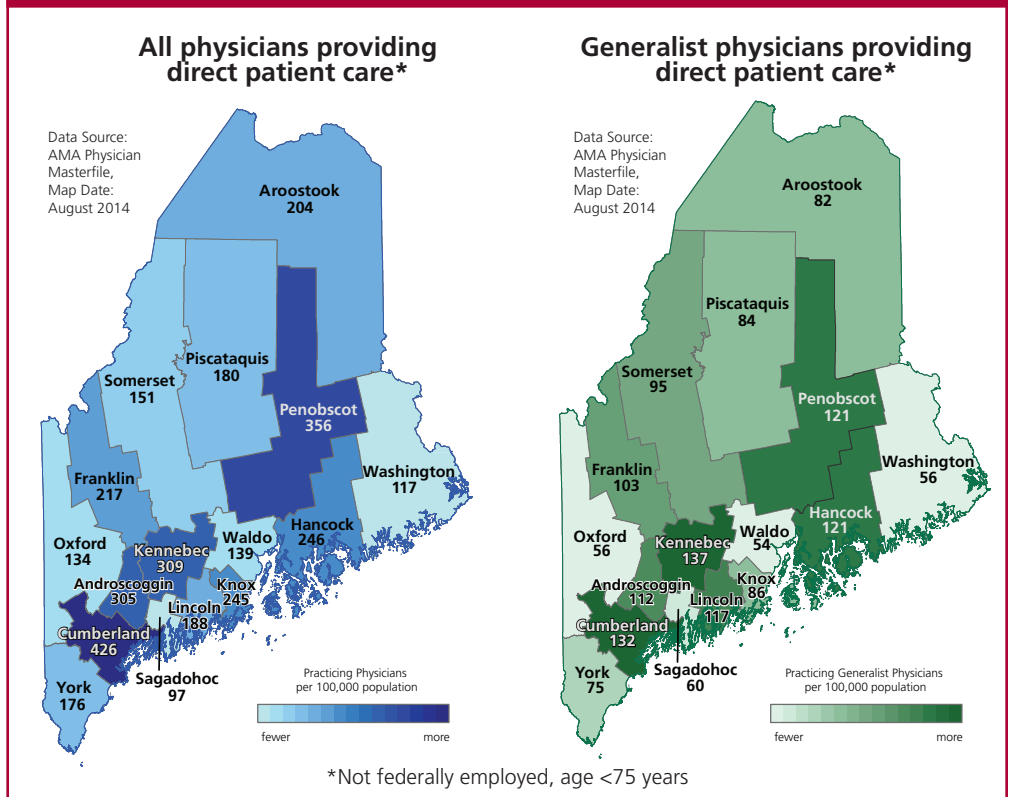 All physicians providing
direct patient care*
Data Source:
AMA Physician
Masterfile,
Map Date:
August 2014
Aroostook
204
Piscataquis
180
Somerset
151
Penobscot
356
Franklin
217
Washington
117
Hancock
246
Oxford
134
Kennebec
309
Waldo
139
Androscoggin
305
Knox
245
Lincoln
188
Cumberland
426
Sagadohoc
97
York
176
Practicing Physicians
per 100,000 population
fewer
more
Generalist physicians providing
direct patient care*
Data Source:
AMA Physician
Masterfile,
Map Date:
August 2014
Aroostook
82
Piscataquis
84
Somerset
95
Penobscot
121
Franklin
103
Washington
56
Hancock
121
Oxford
56
Kennebec
137
Waldo
54
Androscoggin
112
Knox
86
Lincoln
117
Cumberland
132
Sagadohoc
60
York
75
Practicing Generalist Physicians
per 100,000 population
fewer
more
*Not federally employed, age <75 years